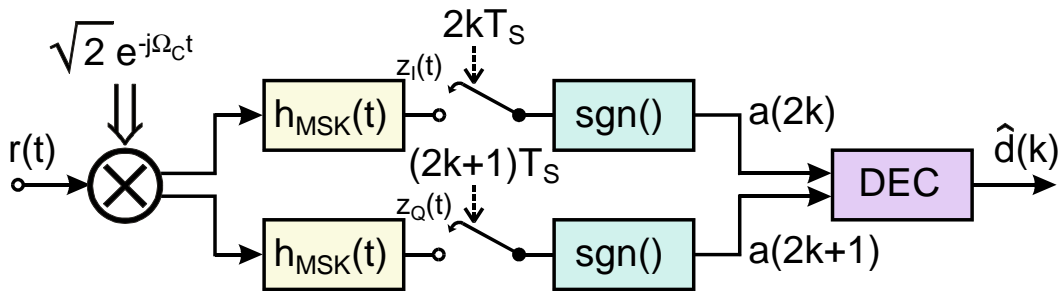 √2 e^{-jΩ_C t}
2kT_S
z_I(t)
h_MSK(t)
sgn()
a(2k)
r(t)
(2k+1)T_S
DEC
d̂(k)
z_Q(t)
h_MSK(t)
sgn()
a(2k+1)